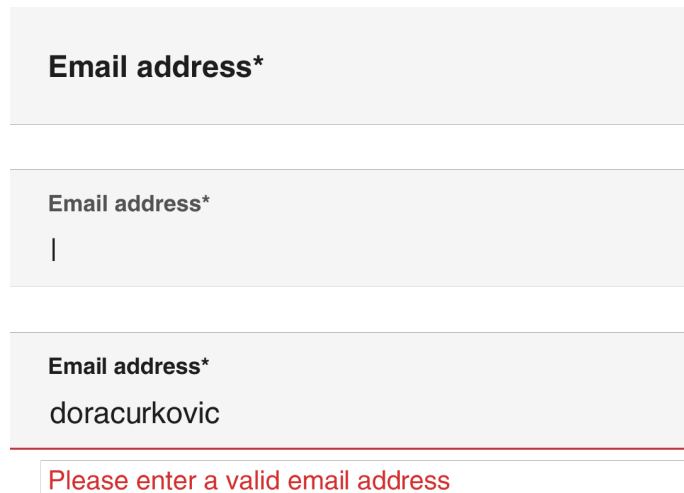 Email address*
Email address*
Email address*
doracurkovic
Please enter a valid email address